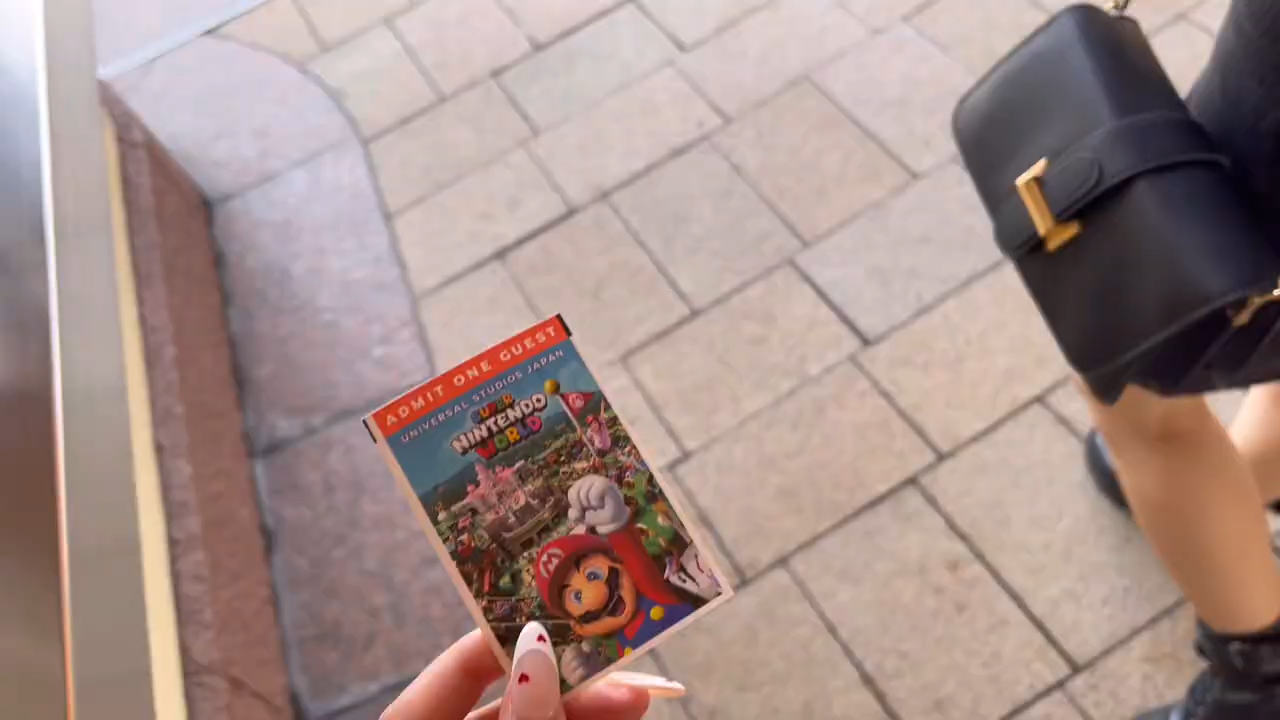 ADMIT ONE GUEST
UNIVERSAL STUDIOS JAPAN
SUPER
NINTENDO
WORLD
M